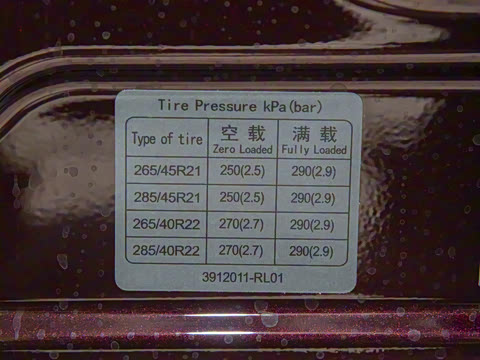 Tire Pressure kPa(bar)
Type of tire 空 载 满 载
Zero Loaded Fully Loaded
265/45R21 250(2.5) 290(2.9)
285/45R21 250(2.5) 290(2.9)
265/40R22 270(2.7) 290(2.9)
285/40R22 270(2.7) 290(2.9)
3912011-RL01